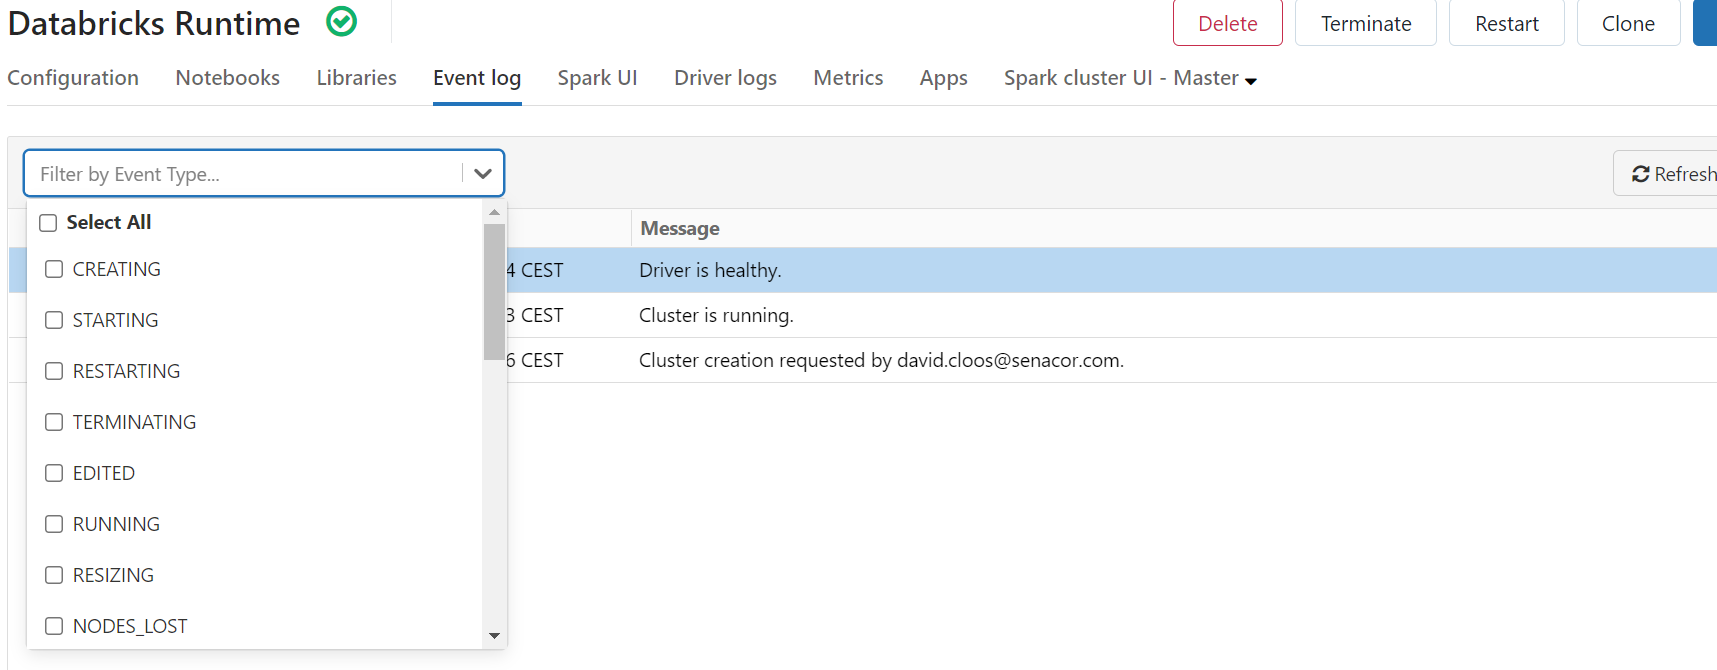 Databricks Runtime
Delete
Terminate
Restart
Clone
Configuration
Notebooks
Libraries
Event log
Spark UI
Driver logs
Metrics
Apps
Spark cluster UI - Master
Filter by Event Type...
Refresh
Select All
Message
CREATING
4 CEST
Driver is healthy.
STARTING
3 CEST
Cluster is running.
RESTARTING
6 CEST
Cluster creation requested by david.cloos@senacor.com.
TERMINATING
EDITED
RUNNING
RESIZING
NODES_LOST